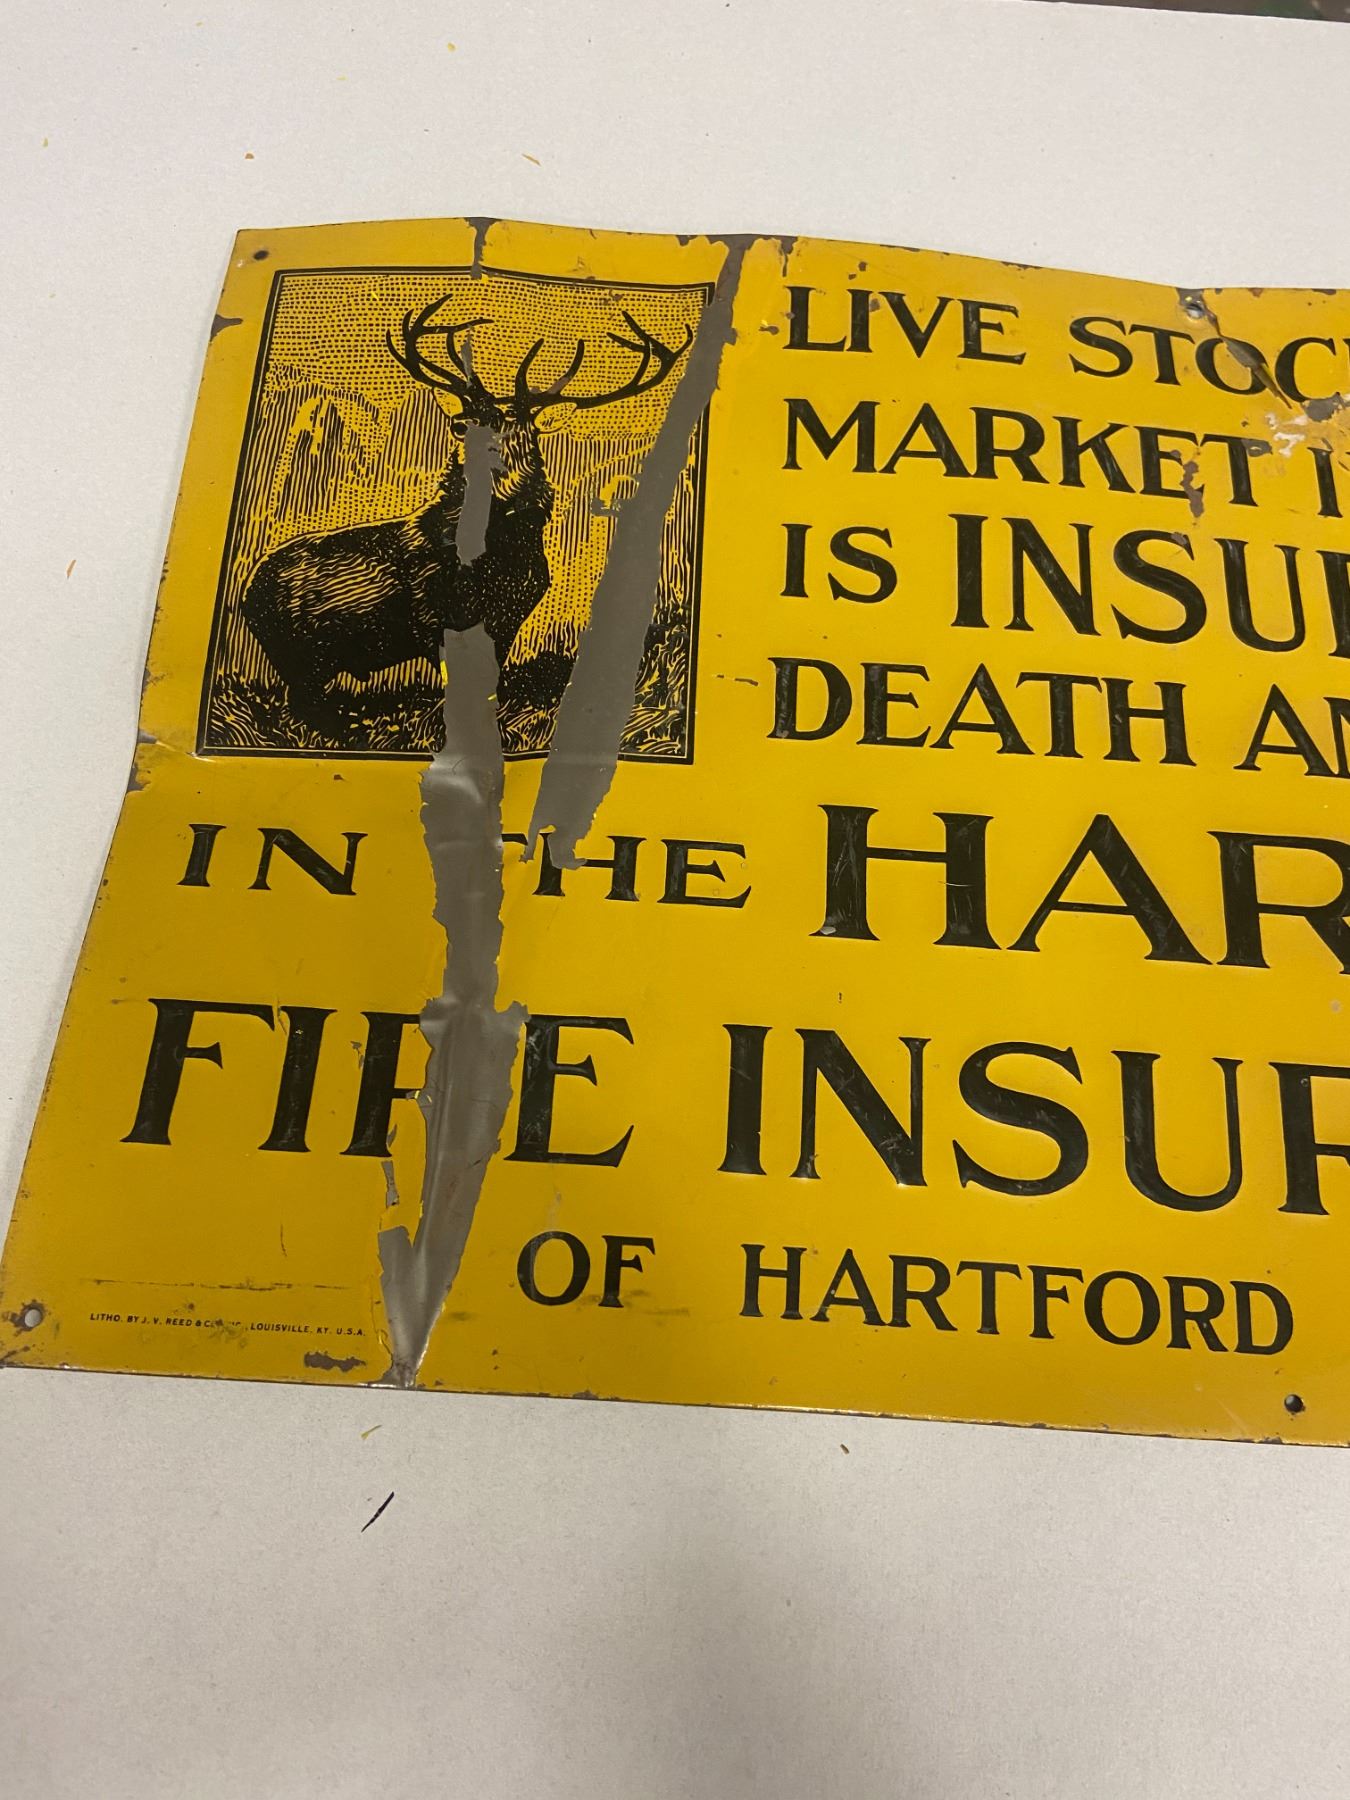 LIVE STOC
MARKET
IS INSU
DEATH AN
IN THE HAR
FIRE INSUR
OF HARTFORD
LITHO. BY J. V. REED & C LOUISVILLE, KY. U.S.A.